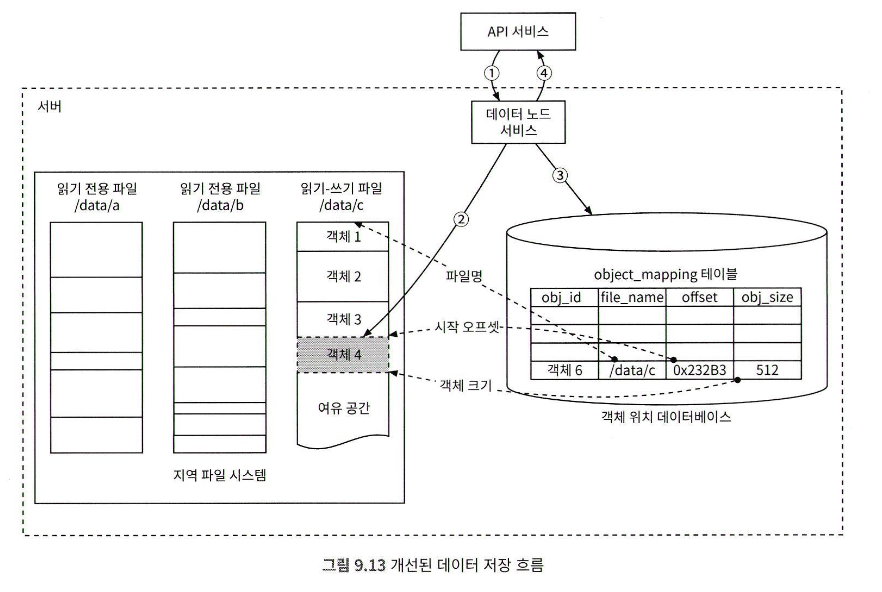 API 서비스
① ④
서버
데이터 노드
서비스
③
②
읽기 전용 파일
/data/a
읽기 전용 파일
/data/b
읽기-쓰기 파일
/data/c
객체 1
객체 2
객체 3
객체 4
여유 공간
지역 파일 시스템
파일명
시작 오프셋
객체 크기
object_mapping 테이블
obj_id file_name offset obj_size
객체 6 /data/c 0x232B3 512
객체 위치 데이터베이스
그림 9.13 개선된 데이터 저장 흐름